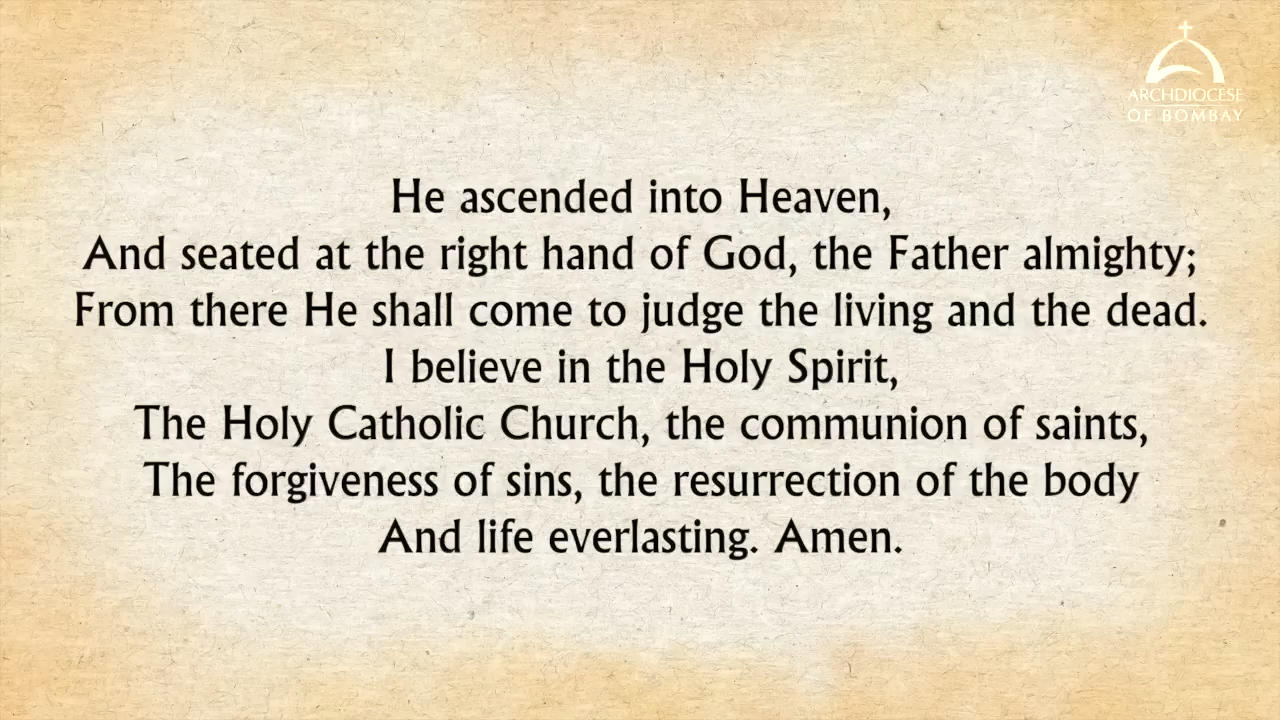 ARCHDIOCESE
OF BOMBAY
He ascended into Heaven,
And seated at the right hand of God, the Father almighty;
From there He shall come to judge the living and the dead.
I believe in the Holy Spirit,
The Holy Catholic Church, the communion of saints,
The forgiveness of sins, the resurrection of the body
And life everlasting. Amen.